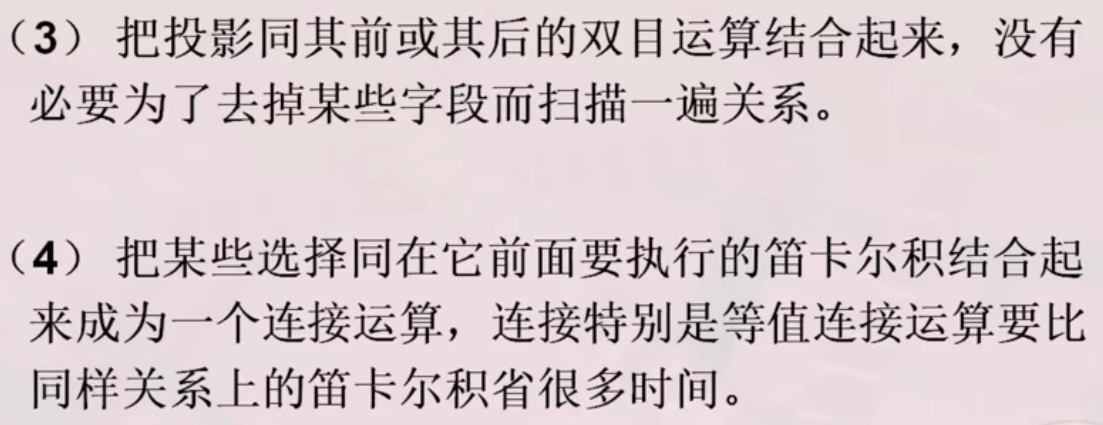 （3） 把投影同其前或其后的双目运算结合起来，没有
必要为了去掉某些字段而扫描一遍关系。
（4） 把某些选择同在它前面要执行的笛卡尔积结合起
来成为一个连接运算，连接特别是等值连接运算要比
同样关系上的笛卡尔积省很多时间。